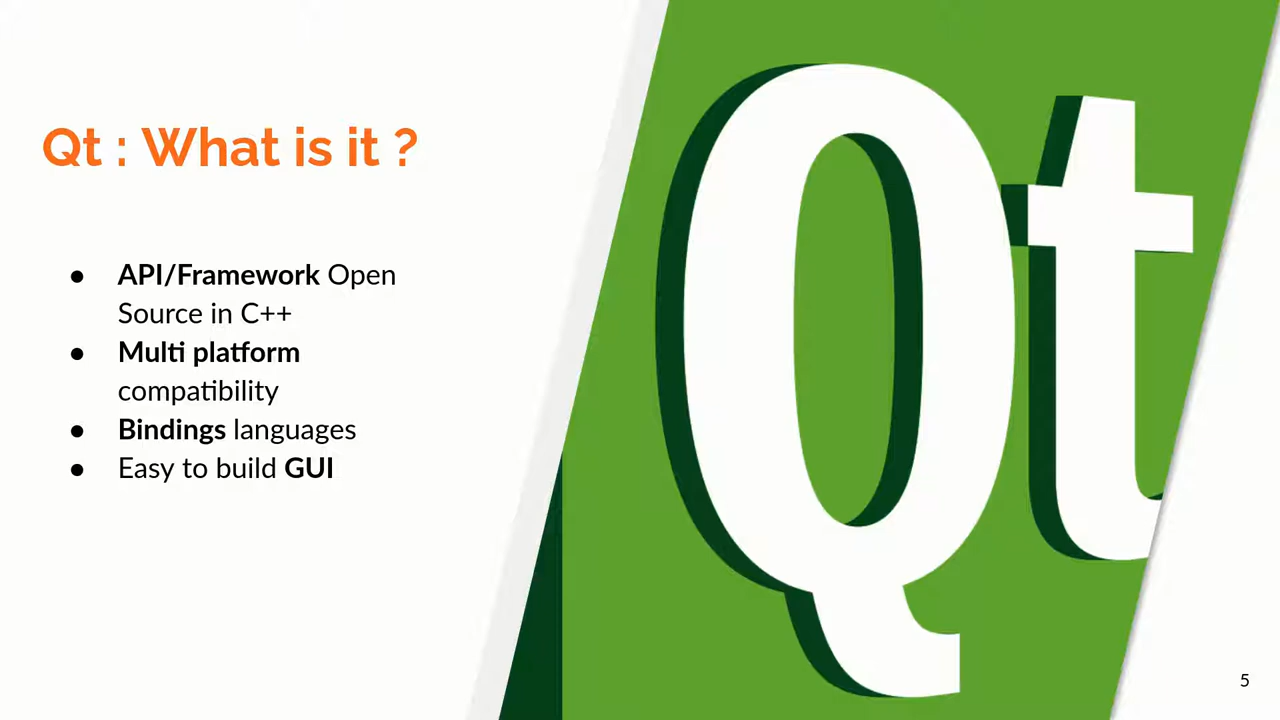 Qt : What is it ?
● API/Framework Open
Source in C++
● Multi platform
compatibility
● Bindings languages
● Easy to build GUI
Qt
5